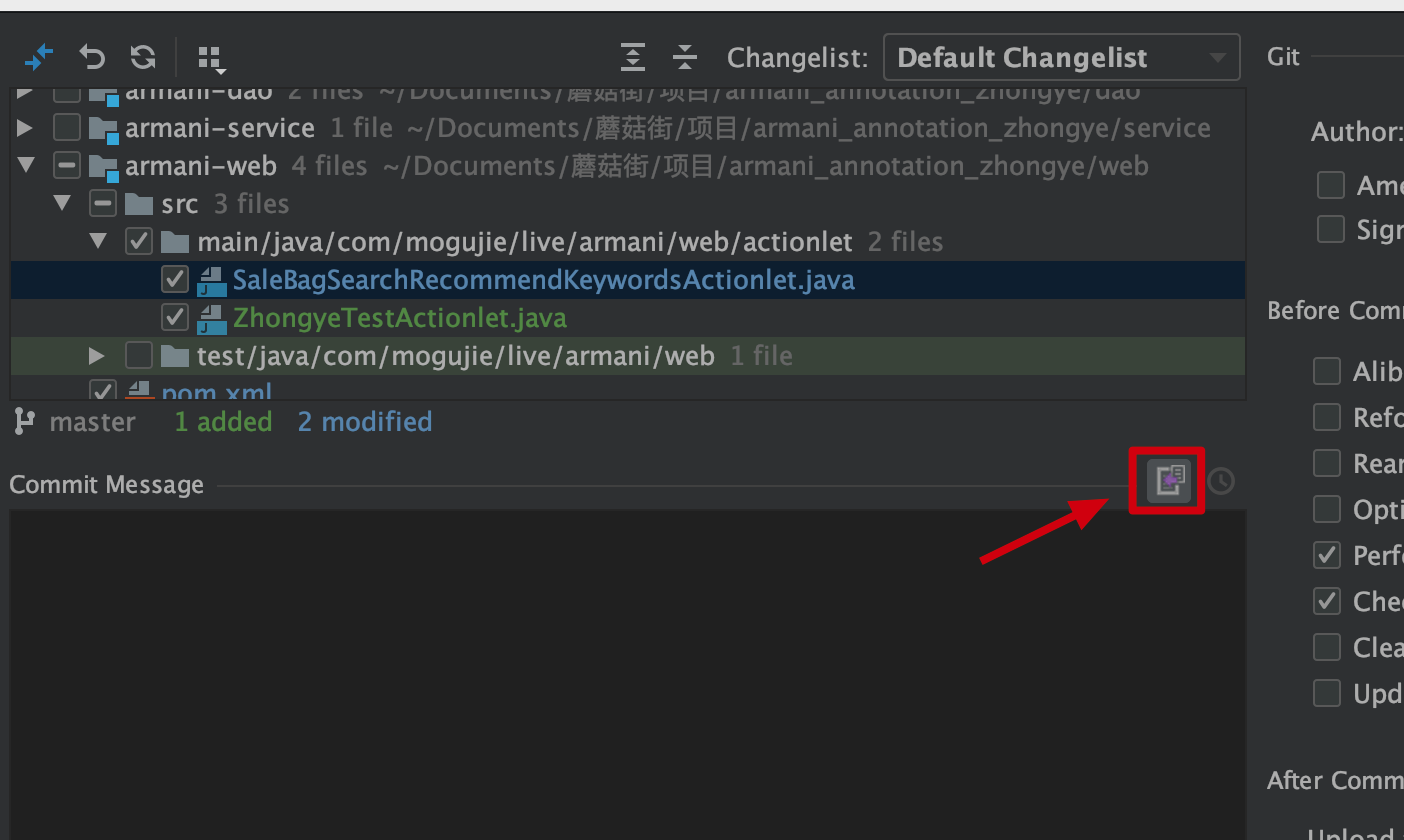 Changelist: Default Changelist
armani-dao 2 files ~/Documents/蘑菇街/项目/armani_annotation_zhongye/dao
armani-service 1 file ~/Documents/蘑菇街/项目/armani_annotation_zhongye/service
armani-web 4 files ~/Documents/蘑菇街/项目/armani_annotation_zhongye/web
src 3 files
main/java/com/mogujie/live/armani/web/actionlet 2 files
SaleBagSearchRecommendKeywordsActionlet.java
ZhongyeTestActionlet.java
test/java/com/mogujie/live/armani/web 1 file
pom.xml
master 1 added 2 modified
Commit Message
Git
Author:
Ame
Sigr
Before Comm
Alib
Refo
Rear
Opti
Perfo
Chec
Clea
Upd
After Comm
Upload